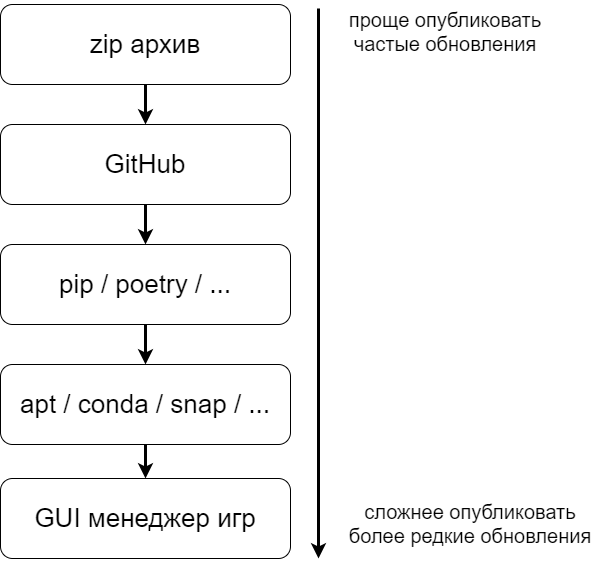 zip архив
проще опубликовать
частые обновления
GitHub
pip / poetry / ...
apt / conda / snap / ...
GUI менеджер игр
сложнее опубликовать
более редкие обновления